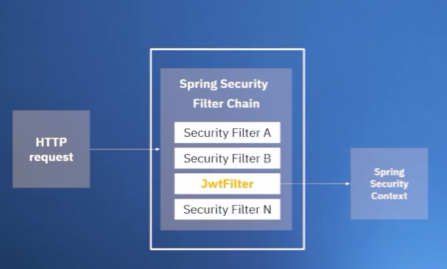 HTTP
request
Spring Security
Filter Chain
Security Filter A
Security Filter B
JwtFilter
Security Filter N
Spring
Security
Context